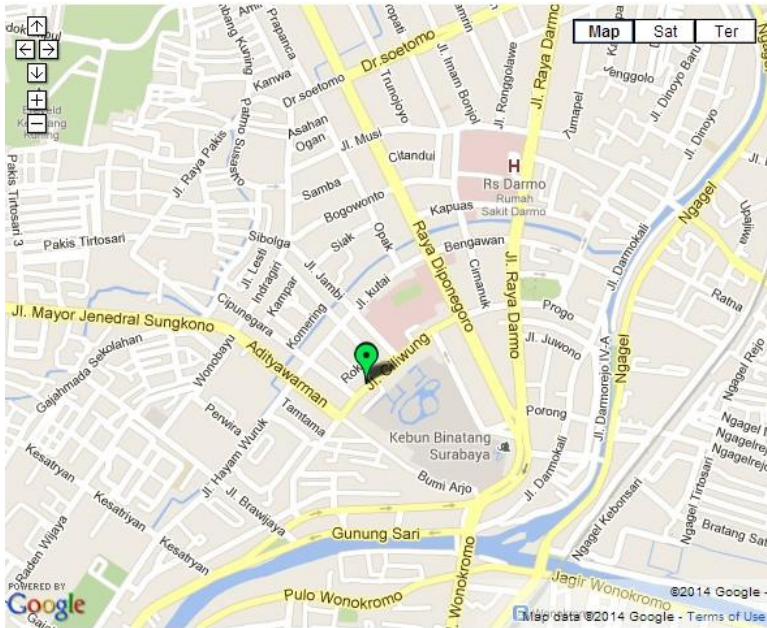 Map
Sat
Ter
Prapanca
Kanwa
Dr.soetomo
Dr.soetomo
Trunojoyo
Jl. Imam Bonjol
Jl. Ronggolawe
Jl. Raya Darmo
Jenggolo
Jl. Dinoyo Baru
Jl. Dinoyo
Ngagel
Asahan
Ogan
Jl. Musi
Citandui
Jl. Raya Pakis
Pakis Tirtosari 3
Pakis Tirtosari
Samba
Bogowonto
Kapuas
H
Rs Darmo
Rumah
Sakit Darmo
Sibolga
Siak
Opak
Bengawan
Raya Diponegoro
Cimanuk
Jl. Raya Darmo
Jl. Darmokali
Jl. Lesti
Indragiri
Kampar
Jl. Jambi
Jl. kutai
Komering
Cipunegara
Progo
Ratna
Jl. Mayor Jenedral Sungkono
Adityawarman
Jl. Ciliwung
Jl. Juwono
Jl. Darmorejo IV-A
Ngagel
Ngagel Rejo
Gajahmada Sekolahan
Wonobayu
Perwira
Tamtama
Jl. Hayam Wuruk
Kebun Binatang
Surabaya
Porong
Jl. Darmokali
Bumi Arjo
Kesatryan
Kesatriyan
Kesatryan
Jl. Brawijaya
Raden Wijaya
Gunung Sari
Ngagel Kebonsari
Ngagel Tirtosari
Bratang Sat
Pulo Wonokromo
Jl. Wonokromo
Jagir Wonokromo
POWERED BY
Google
©2014 Google -
Map data ©2014 Google - Terms of Use